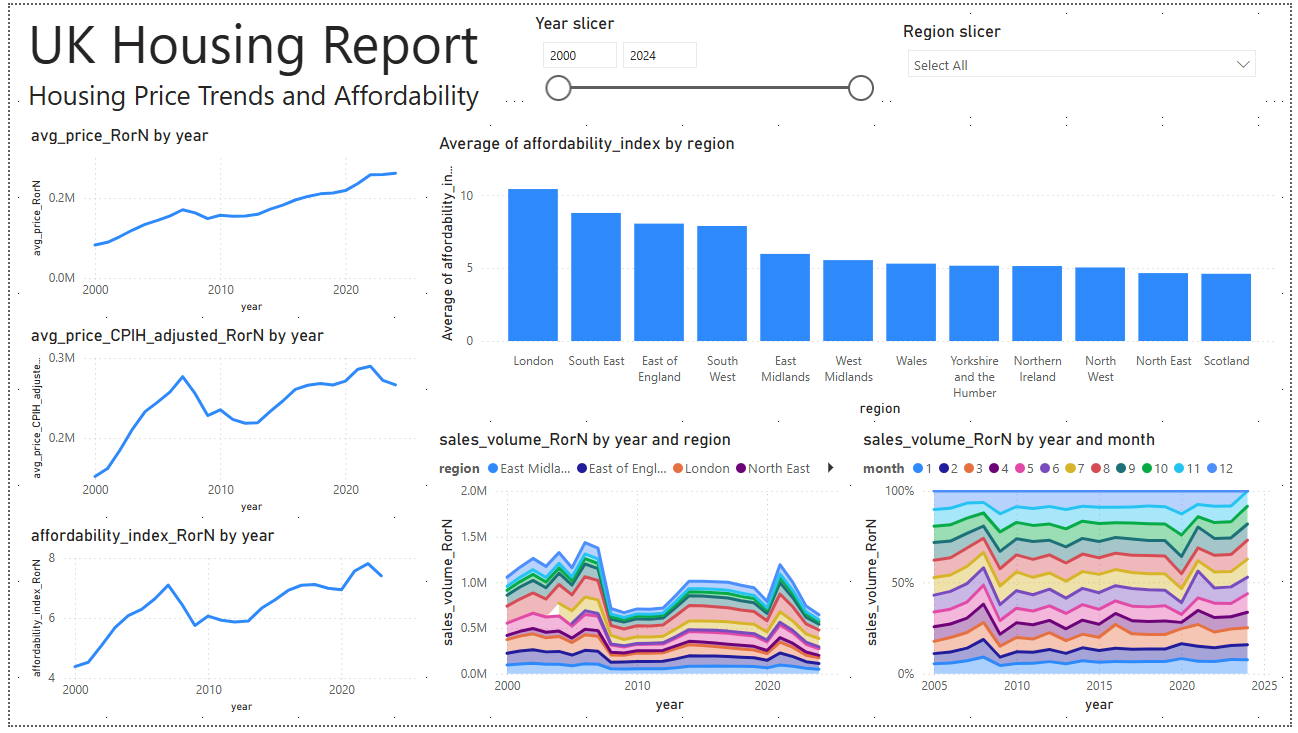 UK Housing Report
Housing Price Trends and Affordability
Year slicer
2000
2024
Region slicer
Select All
avg_price_RorN by year
avg_price_RorN
0.2M
0.0M
2000
2010
2020
year
avg_price_CPIH_adjusted_RorN by year
avg_price_CPIH_adjuste...
0.3M
0.2M
2000
2010
2020
year
affordability_index_RorN by year
affordability_index_RorN
8
6
4
2000
2010
2020
year
Average of affordability_index by region
Average of affordability_in...
10
5
0
London
South East
East of
England
South
West
East
Midlands
West
Midlands
Wales
Yorkshire
and the
Humber
Northern
Ireland
North
West
North East
Scotland
region
sales_volume_RorN by year and region
region
East Midla...
East of Engl...
London
North East
sales_volume_RorN
2.0M
1.5M
1.0M
0.5M
0.0M
2000
2010
2020
year
sales_volume_RorN by year and month
month
1
2
3
4
5
6
7
8
9
10
11
12
sales_volume_RorN
100%
50%
0%
2005
2010
2015
2020
2025
year